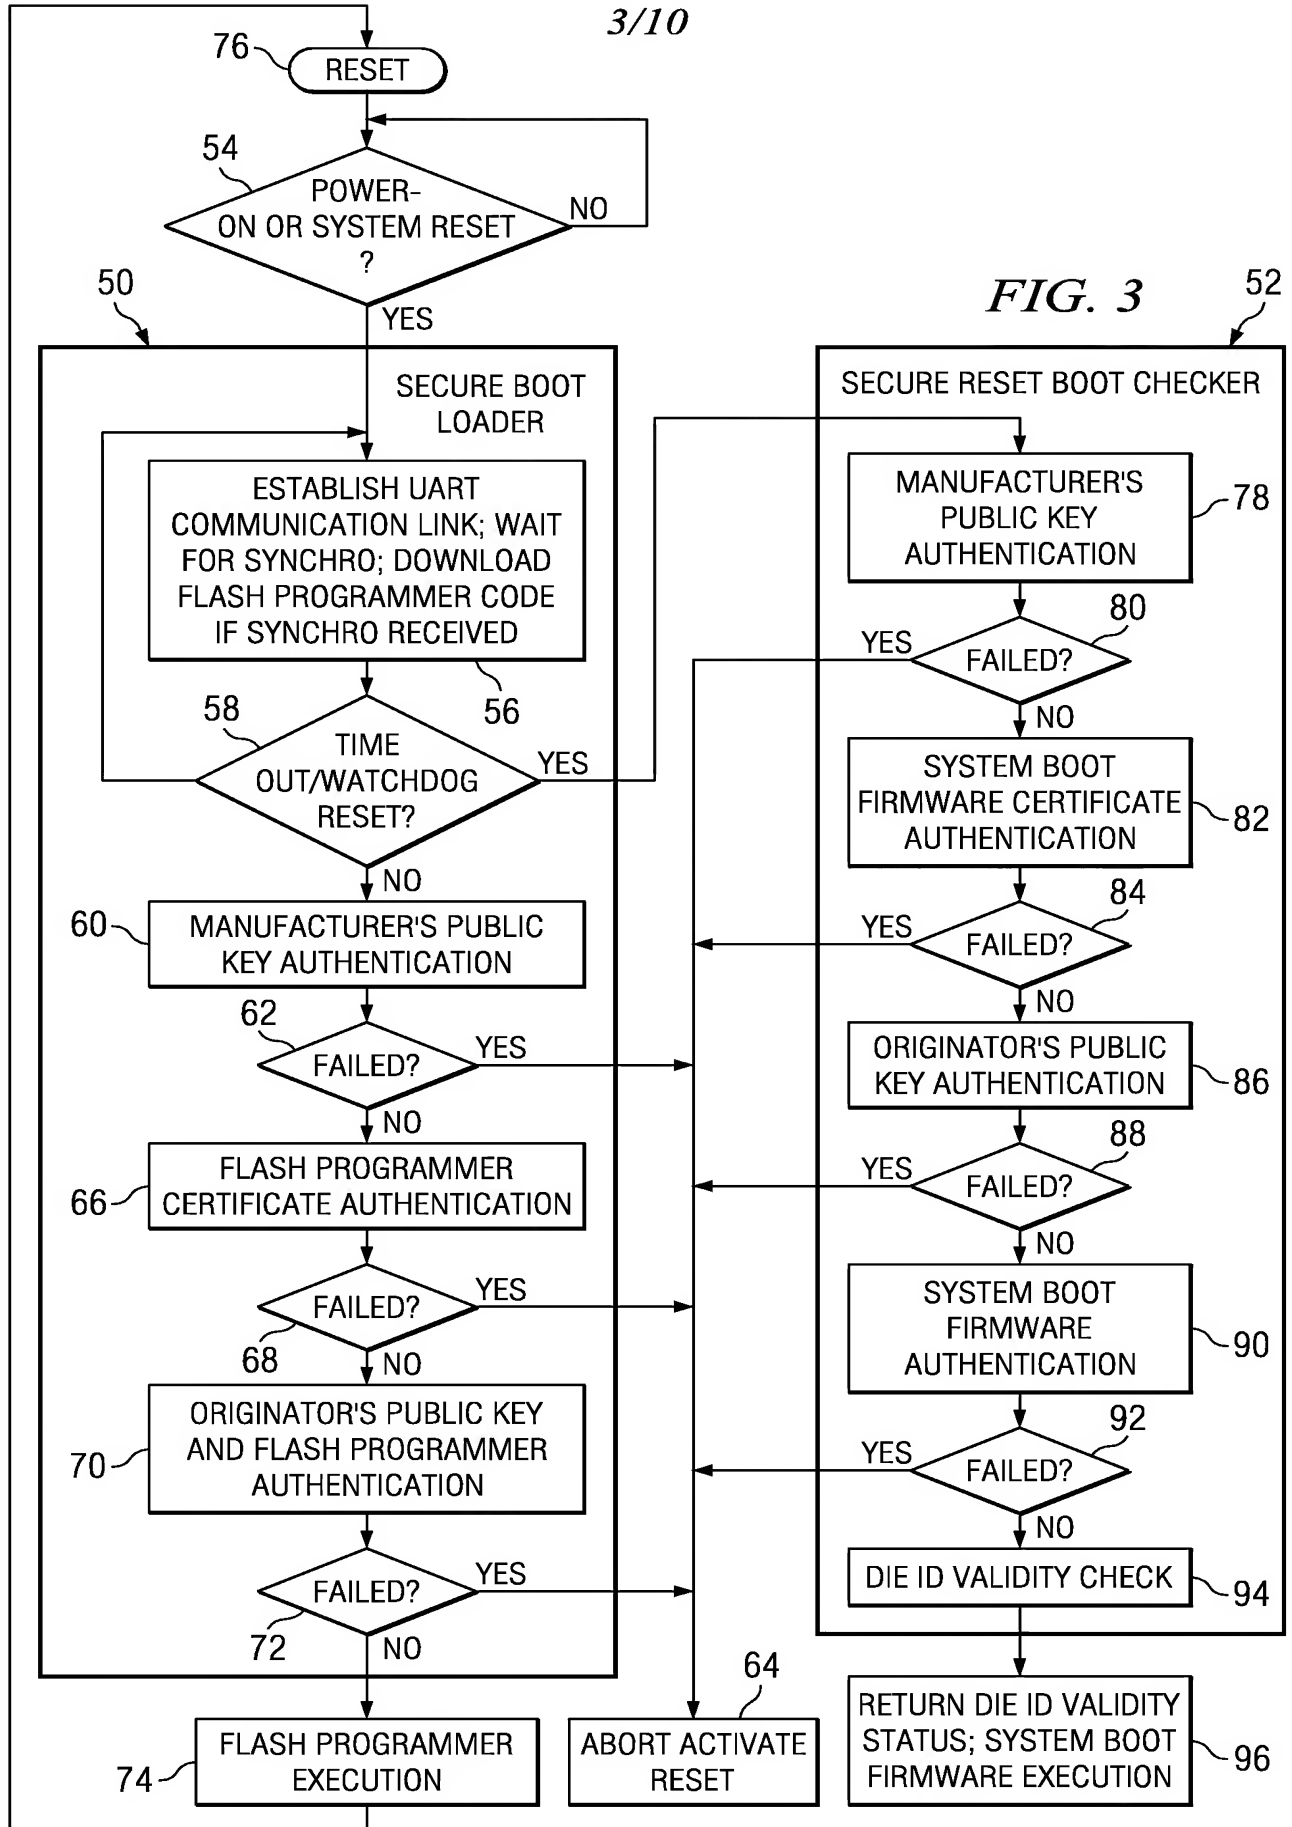 3/10
76
RESET
54
POWER-
ON OR SYSTEM RESET
?
NO
YES
FIG. 3
50
SECURE BOOT
LOADER
ESTABLISH UART
COMMUNICATION LINK; WAIT
FOR SYNCHRO; DOWNLOAD
FLASH PROGRAMMER CODE
IF SYNCHRO RECEIVED
56
58
TIME
OUT/WATCHDOG
RESET?
YES
NO
60
MANUFACTURER'S PUBLIC
KEY AUTHENTICATION
62
FAILED?
YES
NO
66
FLASH PROGRAMMER
CERTIFICATE AUTHENTICATION
FAILED?
YES
68
NO
70
ORIGINATOR'S PUBLIC KEY
AND FLASH PROGRAMMER
AUTHENTICATION
FAILED?
YES
72
NO
74
FLASH PROGRAMMER
EXECUTION
64
ABORT ACTIVATE
RESET
52
SECURE RESET BOOT CHECKER
MANUFACTURER'S
PUBLIC KEY
AUTHENTICATION
78
80
YES
FAILED?
NO
SYSTEM BOOT
FIRMWARE CERTIFICATE
AUTHENTICATION
82
84
YES
FAILED?
NO
ORIGINATOR'S PUBLIC
KEY AUTHENTICATION
86
88
YES
FAILED?
NO
SYSTEM BOOT
FIRMWARE
AUTHENTICATION
90
92
YES
FAILED?
NO
DIE ID VALIDITY CHECK
94
RETURN DIE ID VALIDITY
STATUS; SYSTEM BOOT
FIRMWARE EXECUTION
96